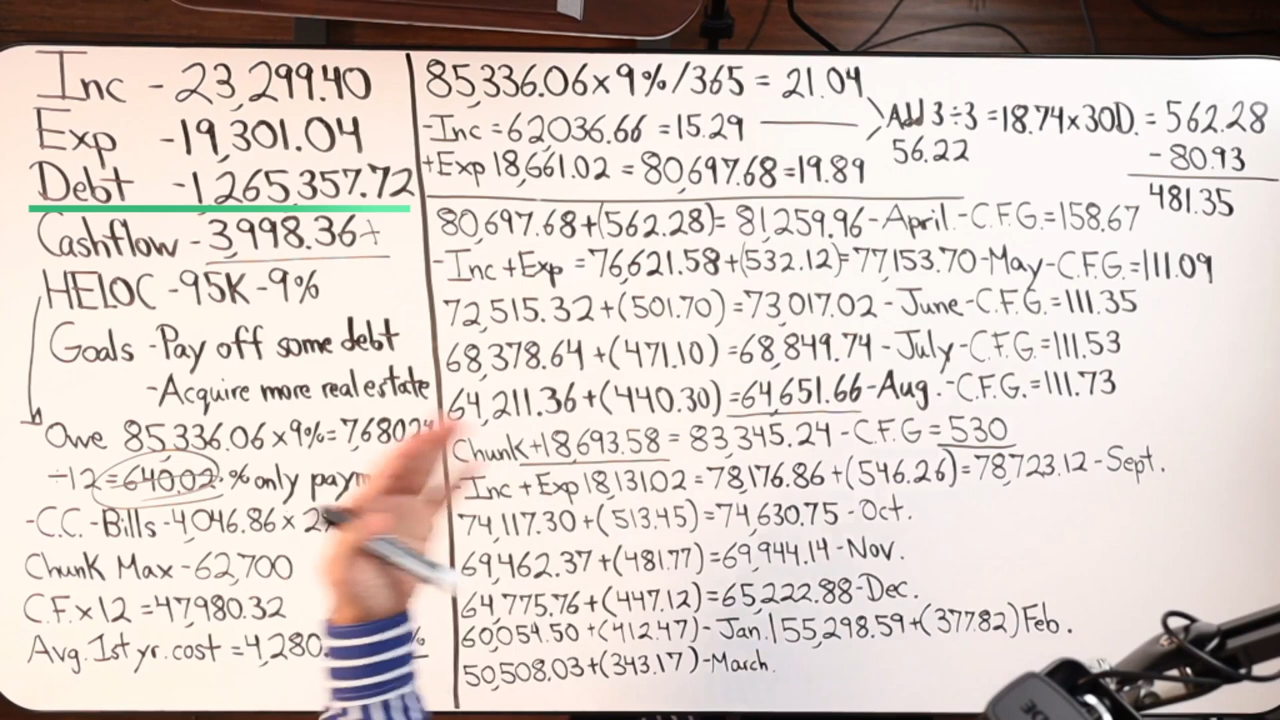 Inc - 23,299.40
Exp - 19,301.04
Debt - 1,265,357.72
Cashflow - 3,998.36+
HELOC - 95K - 9%
Goals - Pay off some debt
- Acquire more real estate
Owe 85,336.06 x 9% = 7,680.24
÷12 = 640.02 - % only paym
- C.C. - Bills - 4,046.86 x 2
Chunk Max - 62,700
C.F. x 12 = 47980.32
Avg. 1st yr. cost = 4,280. %
85,336.06 x 9% / 365 = 21.04
- Inc = 62036.66 = 15.29
+ Exp 18,661.02 = 80,697.68 = 19.89
Add 3 ÷ 3 = 18.74 x 30D. = 562.28
56.22
- 80.93
481.35
80,697.68 + (562.28) = 81,259.96 - April - C.F.G. = 158.67
- Inc + Exp = 76,621.58 + (532.12) = 77,153.70 - May - C.F.G. = 111.09
72,515.32 + (501.70) = 73,017.02 - June - C.F.G. = 111.35
68,378.64 + (471.10) = 68,849.74 - July - C.F.G. = 111.53
64,211.36 + (440.30) = 64,651.66 - Aug. - C.F.G. = 111.73
Chunk + 18,693.58 = 83,345.24 - C.F.G = 530
- Inc + Exp 18,131.02 = 78,176.86 + (546.26) = 78,723.12 - Sept.
74,117.30 + (513.45) = 74,630.75 - Oct.
69,462.37 + (481.77) = 69,944.14 - Nov.
64,775.76 + (447.12) = 65,222.88 - Dec.
60,054.50 + (412.47) - Jan. | 55,298.59 + (377.82) Feb.
50,508.03 + (343.17) - March.